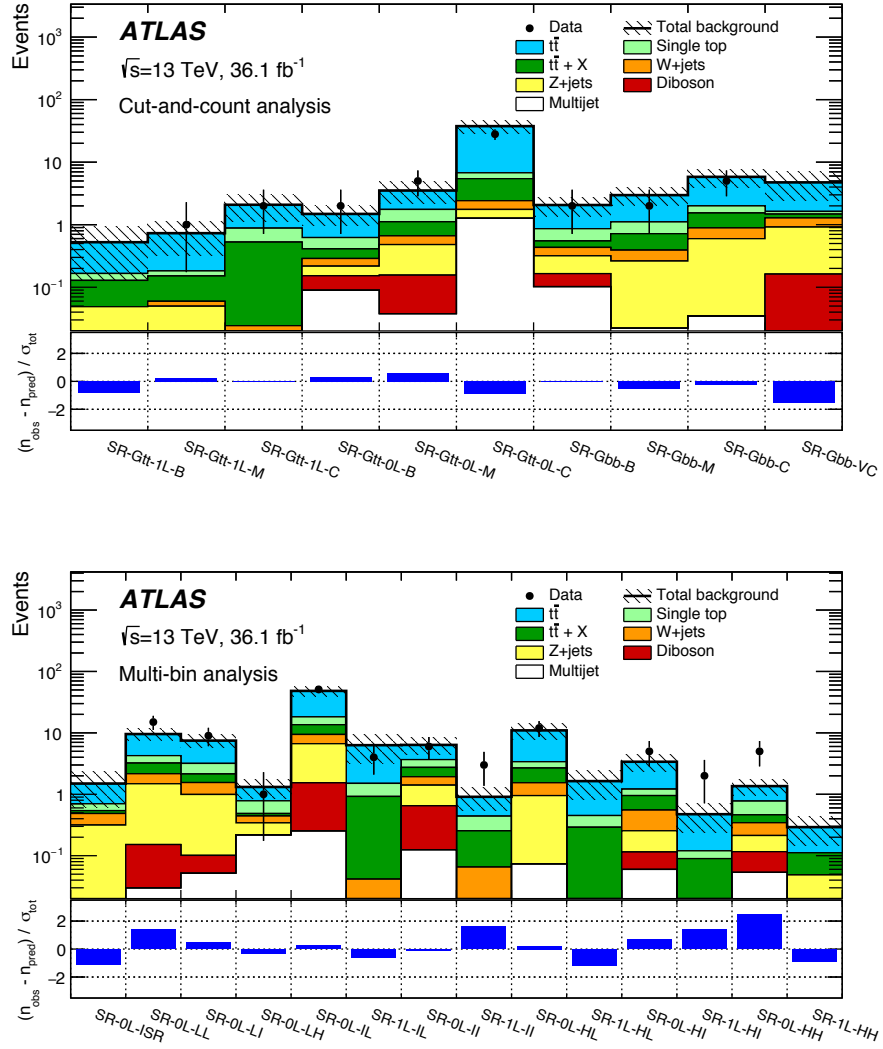 Events
10³
10²
10
1
10⁻¹
ATLAS
√s=13 TeV, 36.1 fb⁻¹
Cut-and-count analysis
Data
Total background
tt̄
Single top
tt̄ + X
W+jets
Z+jets
Diboson
Multijet
(n_obs - n_pred) / σ_tot
2
0
−2
SR-Gtt-1L-B
SR-Gtt-1L-M
SR-Gtt-1L-C
SR-Gtt-0L-B
SR-Gtt-0L-M
SR-Gtt-0L-C
SR-Gbb-B
SR-Gbb-M
SR-Gbb-C
SR-Gbb-VC
Events
10³
10²
10
1
10⁻¹
ATLAS
√s=13 TeV, 36.1 fb⁻¹
Multi-bin analysis
Data
Total background
tt̄
Single top
tt̄ + X
W+jets
Z+jets
Diboson
Multijet
(n_obs - n_pred) / σ_tot
2
0
−2
SR-0L-ISR
SR-0L-LL
SR-0L-LI
SR-0L-LH
SR-0L-IL
SR-1L-IL
SR-0L-II
SR-1L-II
SR-0L-HL
SR-1L-HL
SR-0L-HI
SR-1L-HI
SR-0L-HH
SR-1L-HH